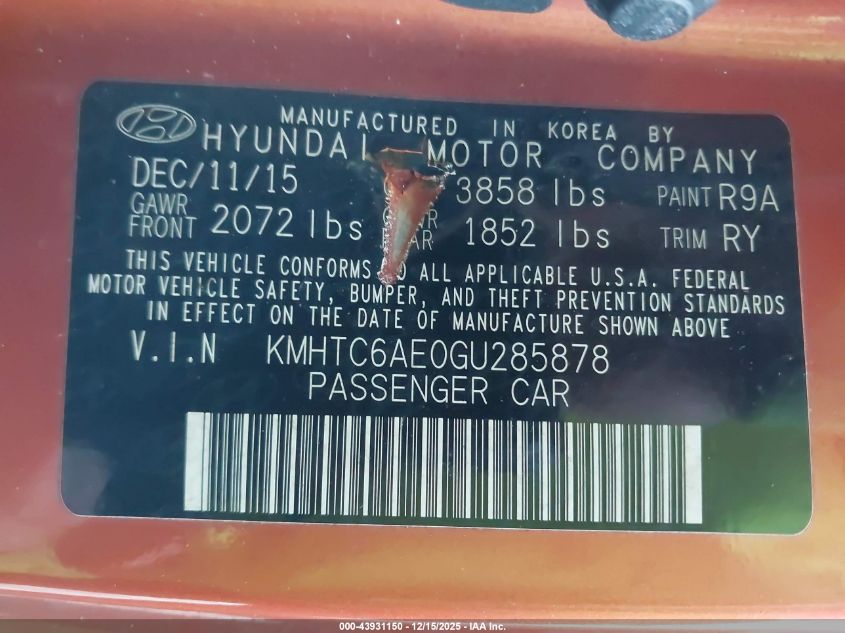 MANUFACTURED IN KOREA BY
HYUNDAI MOTOR COMPANY
DEC/11/15 3858 lbs PAINT R9A
GAWR
FRONT 2072 lbs 1852 lbs TRIM RY
THIS VEHICLE CONFORMS TO ALL APPLICABLE U.S.A. FEDERAL
MOTOR VEHICLE SAFETY, BUMPER, AND THEFT PREVENTION STANDARDS
IN EFFECT ON THE DATE OF MANUFACTURE SHOWN ABOVE
V.I.N KMHTC6AE0GU285878
PASSENGER CAR
000-43931150 - 12/15/2025 - IAA Inc.